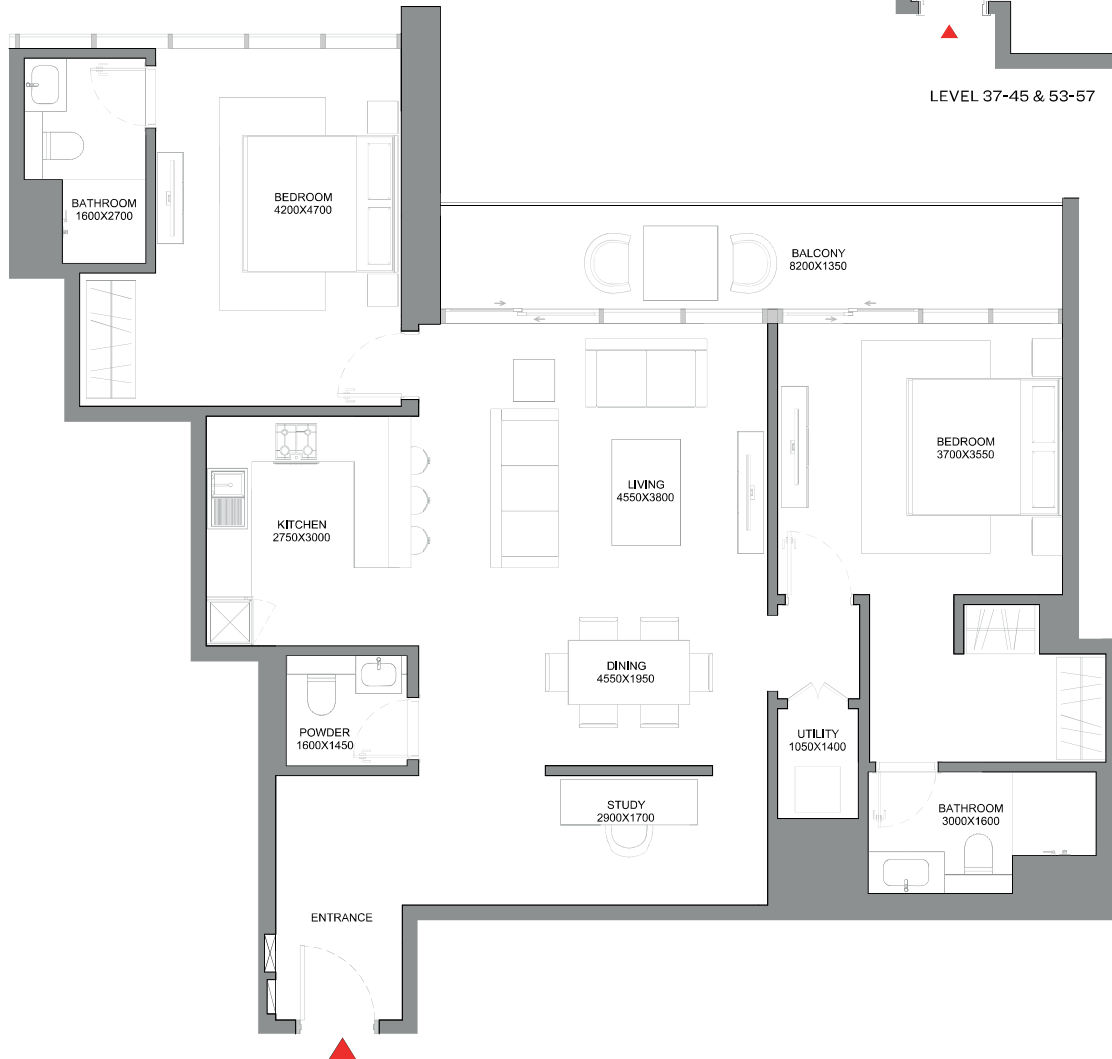 LEVEL 37-45 & 53-57
BATHROOM
1600X2700
BEDROOM
4200X4700
BALCONY
8200X1350
BEDROOM
3700X3550
LIVING
4550X3800
KITCHEN
2750X3000
DINING
4550X1950
POWDER
1600X1450
UTILITY
1050X1400
STUDY
2900X1700
BATHROOM
3000X1600
ENTRANCE